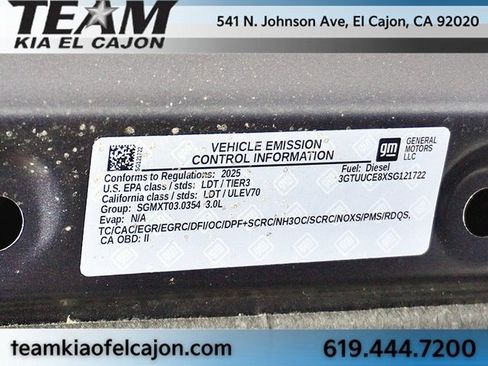 TEAM
KIA EL CAJON
541 N. Johnson Ave, El Cajon, CA 92020
SG121722
VEHICLE EMISSION
CONTROL INFORMATION
gm
GENERAL
MOTORS
LLC
Conforms to Regulations: 2025
Fuel: Diesel
U.S. EPA class / stds: LDT / TIER3
3GTUUCE8XSG121722
California class / stds: LDT / ULEV70
Group: SGMXT03.0354 3.0L
Evap: N/A
TC/CAC/EGR/EGRC/DFI/OC/DPF+SCRC/NH3OC/SCRC/NOXS/PMS/RDQS,
CA OBD: II
teamkiaofelcajon.com
619.444.7200